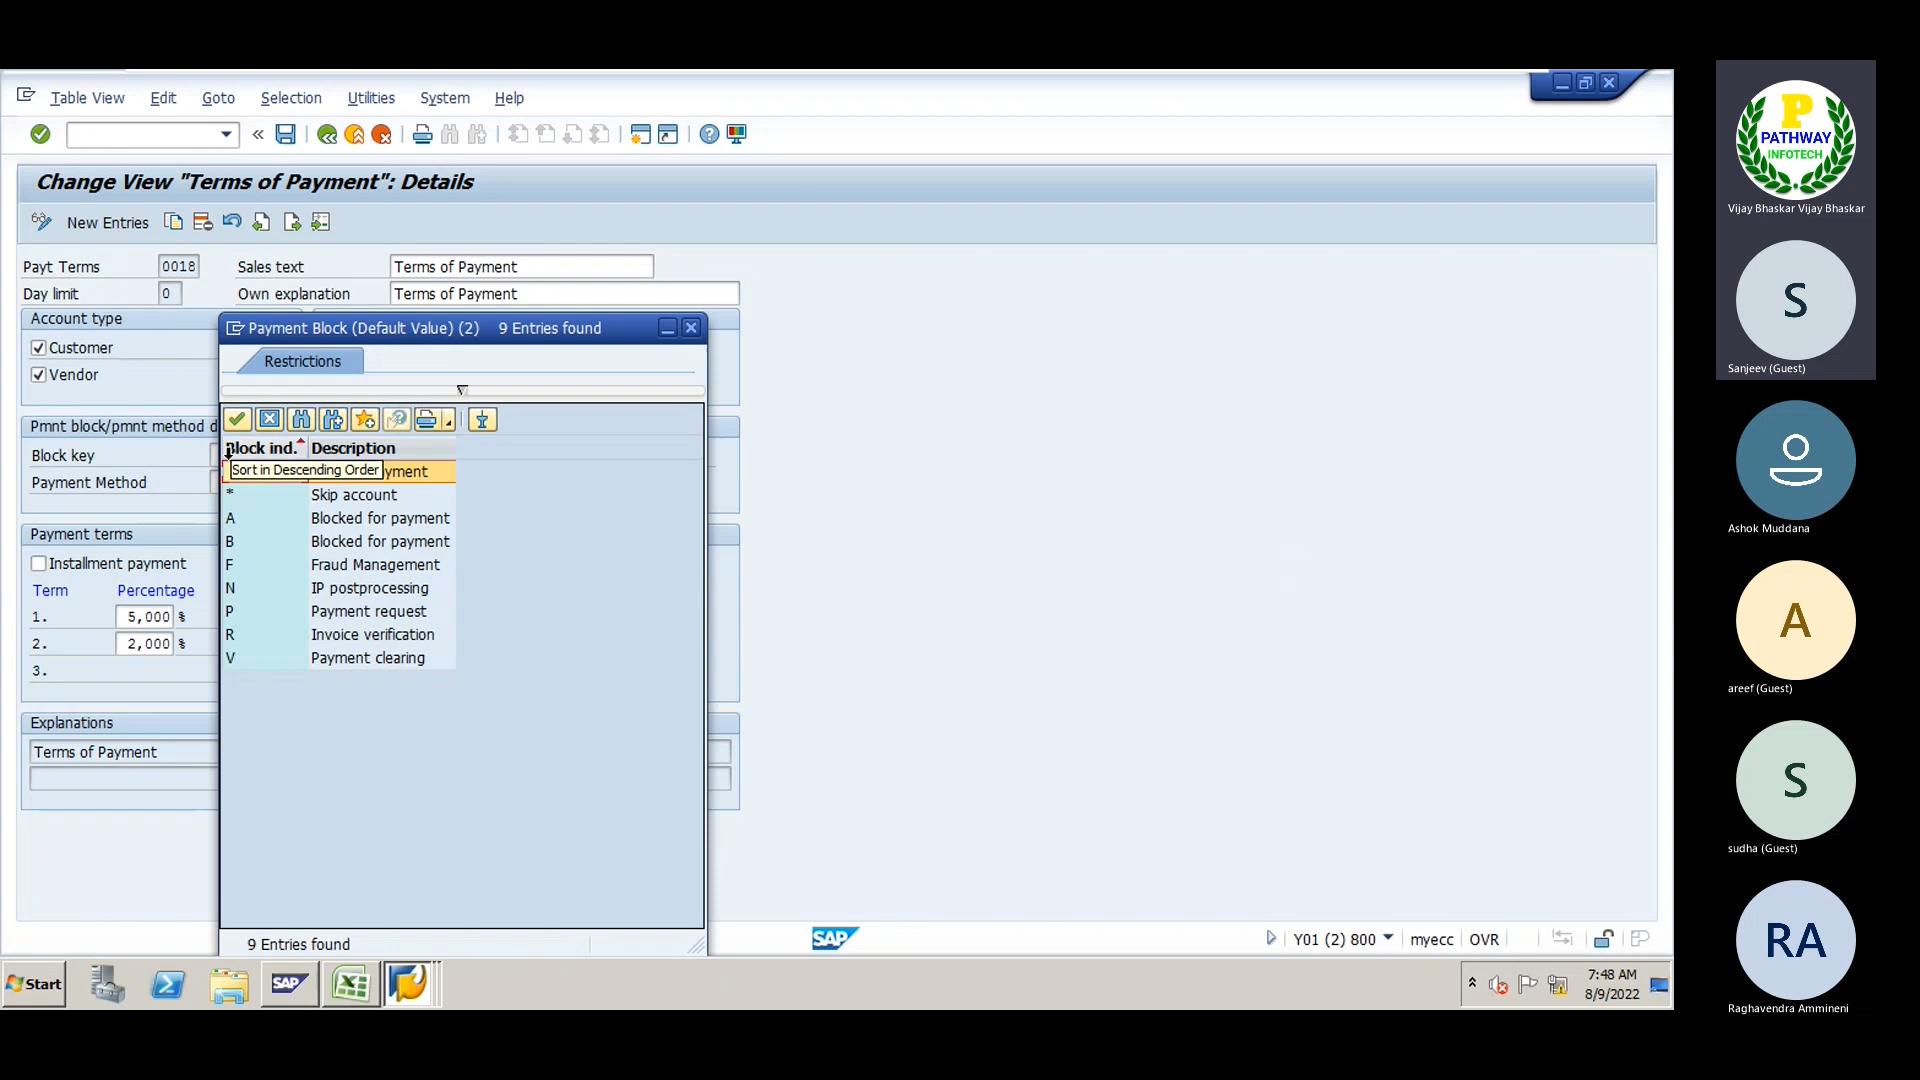 Table View Edit Goto Selection Utilities System Help
Change View "Terms of Payment": Details
New Entries
Payt Terms 0018 Sales text Terms of Payment
Day limit 0 Own explanation Terms of Payment
Account type
Customer
Vendor
Pmnt block/pmnt method d
Block key
Payment Method
Payment terms
Installment payment
Term Percentage
1. 5,000 %
2. 2,000 %
3.
Explanations
Terms of Payment
Payment Block (Default Value) (2) 9 Entries found
Restrictions
Block ind. Description
Sort in Descending Order yment
* Skip account
A Blocked for payment
B Blocked for payment
F Fraud Management
N IP postprocessing
P Payment request
R Invoice verification
V Payment clearing
9 Entries found
SAP
Y01 (2) 800 myecc OVR
Start
SAP
7:48 AM
8/9/2022
P
PATHWAY
INFOTECH
Vijay Bhaskar Vijay Bhaskar
S
Sanjeev (Guest)
Ashok Muddana
A
areef (Guest)
S
sudha (Guest)
RA
Raghavendra Ammineni